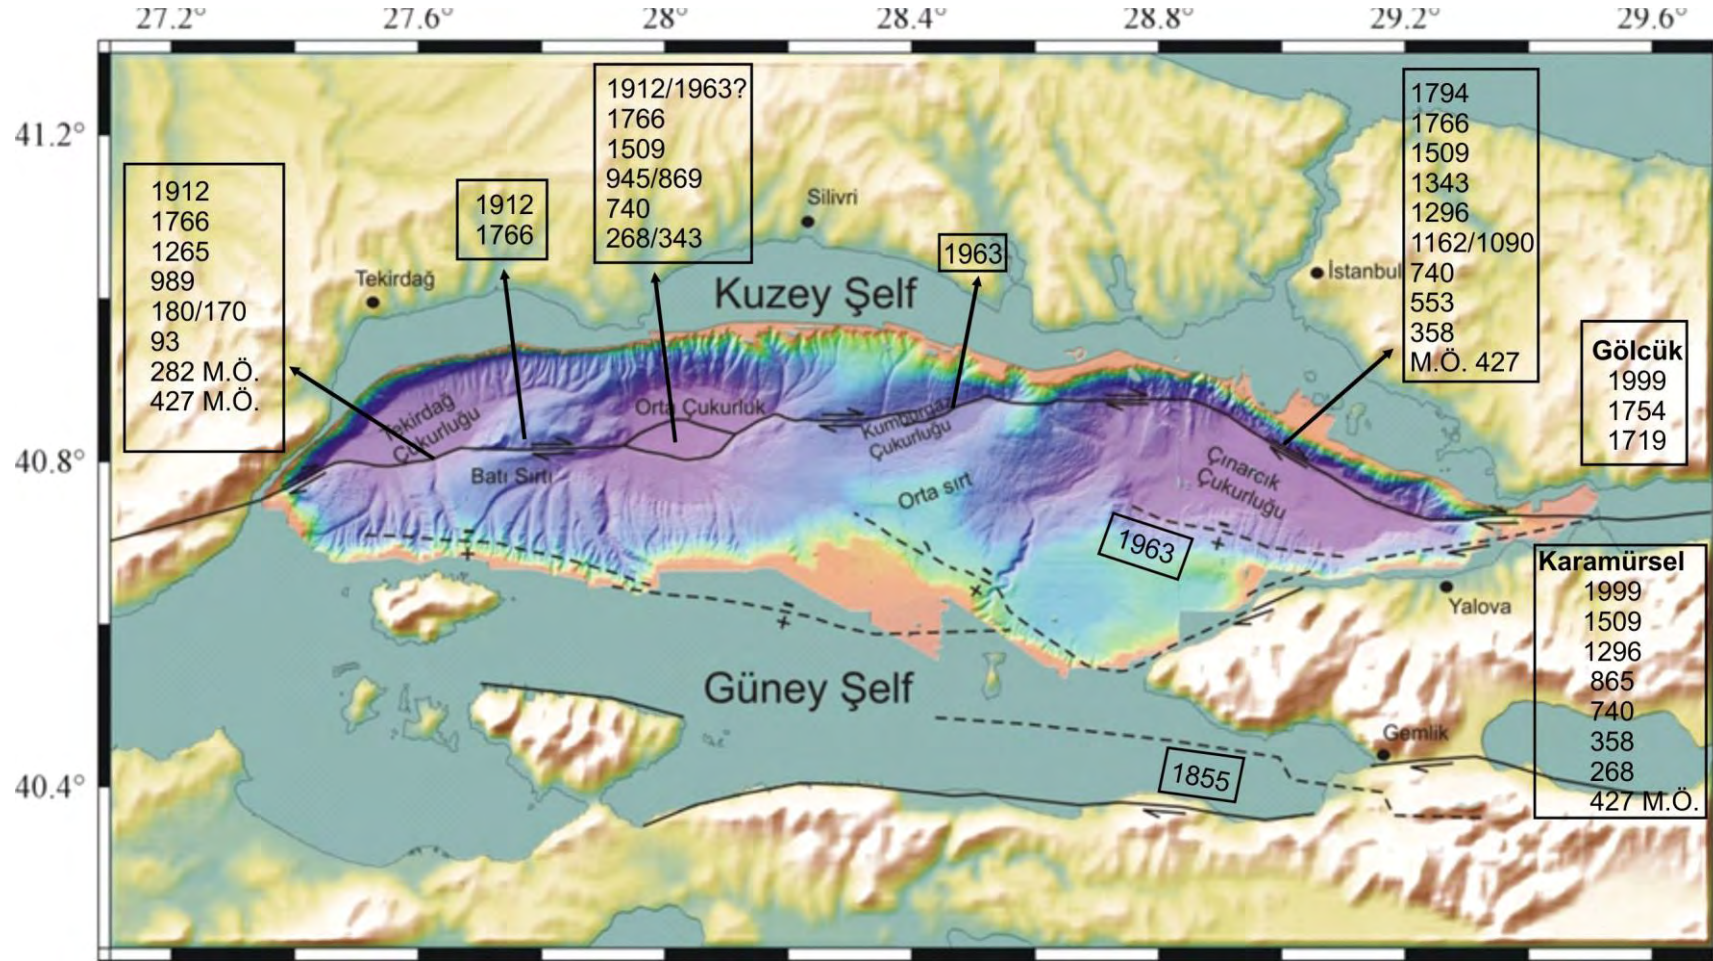 27.2° 27.6° 28° 28.4° 28.8° 29.2° 29.6°
41.2°
40.8°
40.4°
1912
1766
1265
989
180/170
93
282 M.Ö.
427 M.Ö.
1912
1766
1912/1963?
1766
1509
945/869
740
268/343
1963
1794
1766
1509
1343
1296
1162/1090
740
553
358
M.Ö. 427
Gölcük
1999
1754
1719
Karamürsel
1999
1509
1296
865
740
358
268
427 M.Ö.
Silivri
Tekirdağ
İstanbul
Kuzey Şelf
Tekirdağ
Çukurluğu
Orta Çukurluk
Kumburgaz
Çukurluğu
Batı Sırtı
Orta sırt
Çınarcık
Çukurluğu
1963
Yalova
Güney Şelf
Gemlik
1855